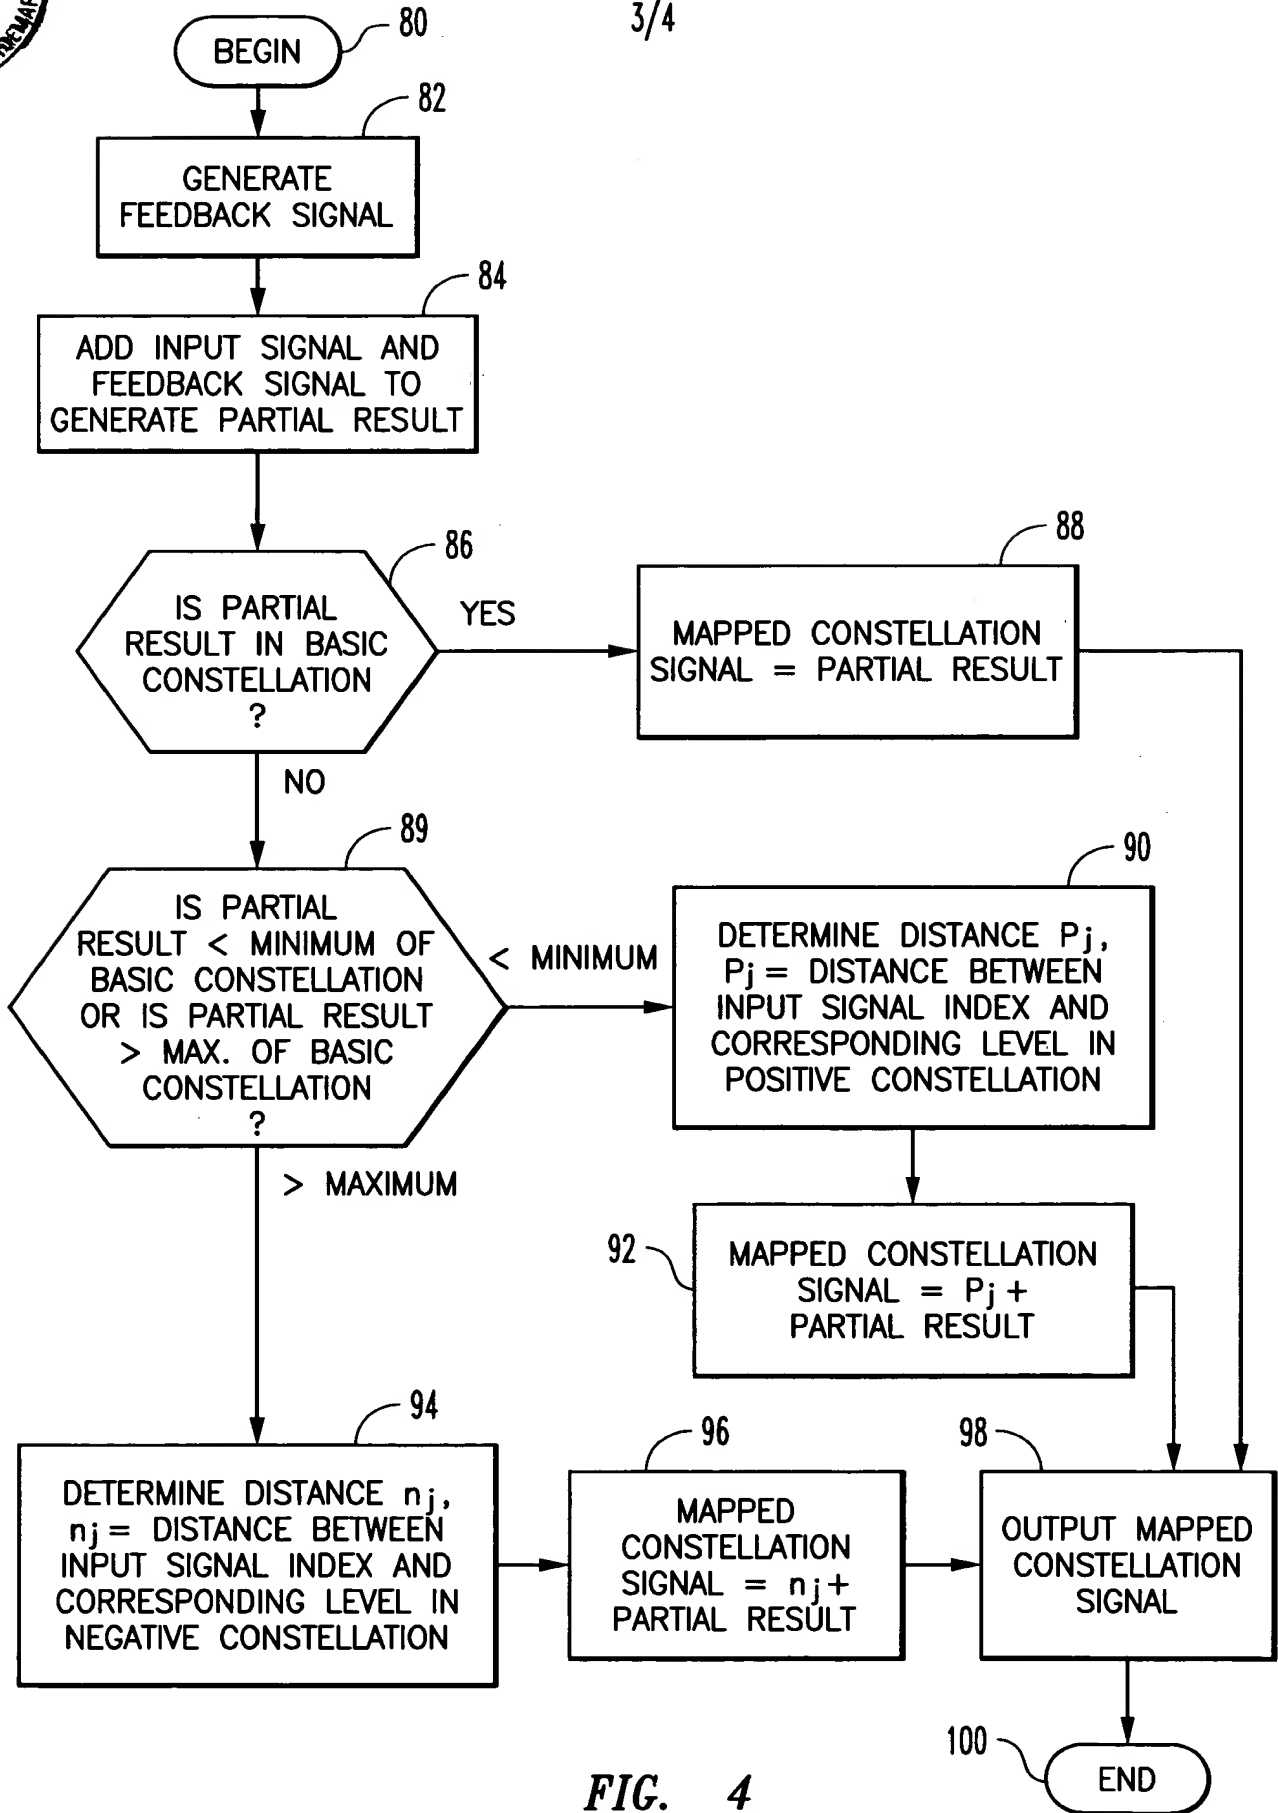 3/4
BEGIN
80
82
GENERATE
FEEDBACK SIGNAL
84
ADD INPUT SIGNAL AND
FEEDBACK SIGNAL TO
GENERATE PARTIAL RESULT
86
IS PARTIAL
RESULT IN BASIC
CONSTELLATION
?
YES
88
MAPPED CONSTELLATION
SIGNAL = PARTIAL RESULT
NO
89
IS PARTIAL
RESULT < MINIMUM OF
BASIC CONSTELLATION
OR IS PARTIAL RESULT
> MAX. OF BASIC
CONSTELLATION
?
< MINIMUM
90
DETERMINE DISTANCE Pj,
Pj = DISTANCE BETWEEN
INPUT SIGNAL INDEX AND
CORRESPONDING LEVEL IN
POSITIVE CONSTELLATION
> MAXIMUM
92
MAPPED CONSTELLATION
SIGNAL = Pj +
PARTIAL RESULT
94
DETERMINE DISTANCE nj,
nj = DISTANCE BETWEEN
INPUT SIGNAL INDEX AND
CORRESPONDING LEVEL IN
NEGATIVE CONSTELLATION
96
MAPPED
CONSTELLATION
SIGNAL = nj+
PARTIAL RESULT
98
OUTPUT MAPPED
CONSTELLATION
SIGNAL
100
END
FIG. 4